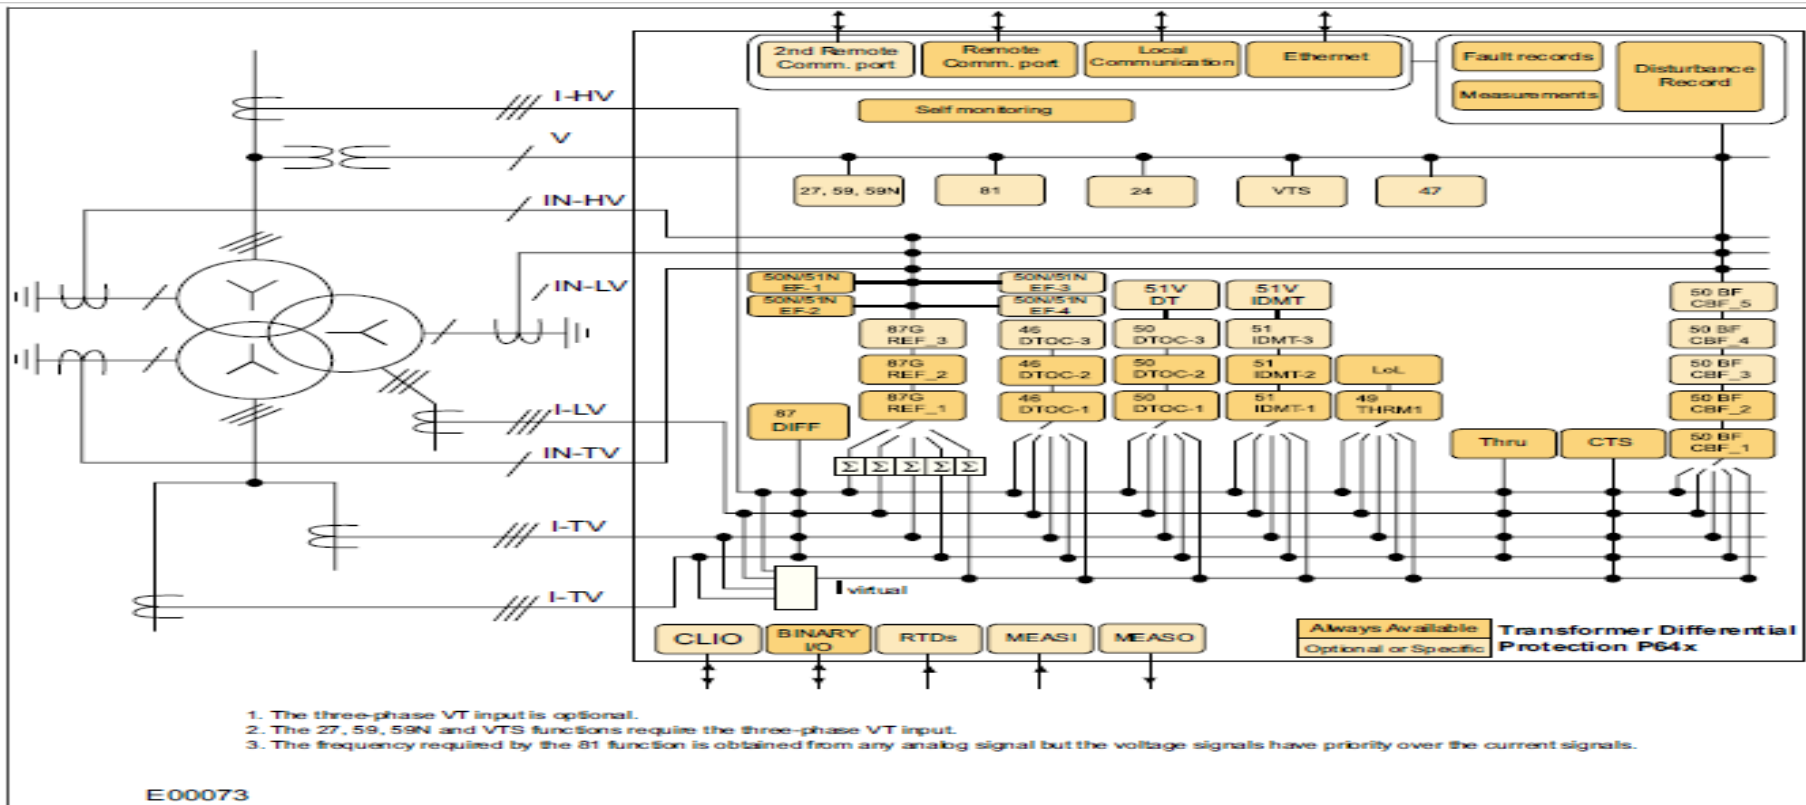 2nd Remote
Comm. port
Remote
Comm. port
Local
Communication
Ethernet
Fault records
Measurements
Disturbance
Record
Self monitoring
I-HV
V
IN-HV
IN-LV
I-LV
IN-TV
I-TV
I-TV
27, 59, 59N
81
24
VTS
47
50N/51N
EF-1
50N/51N
EF-2
50N/51N
EF-3
50N/51N
EF-4
51V
DT
51V
IDMT
87G
REF_3
46
DTOC-3
50
DTOC-3
51
IDMT-3
87G
REF_2
46
DTOC-2
50
DTOC-2
51
IDMT-2
LoL
87
DIFF
87G
REF_1
46
DTOC-1
50
DTOC-1
51
IDMT-1
49
THRM1
50 BF
CBF_5
50 BF
CBF_4
50 BF
CBF_3
50 BF
CBF_2
50 BF
CBF_1
Thru
CTS
Σ Σ Σ Σ Σ
I virtual
CLIO
BINARY
I/O
RTDs
MEASI
MEASO
Always Available
Optional or Specific
Transformer Differential
Protection P64x
1. The three-phase VT input is optional.
2. The 27, 59, 59N and VTS functions require the three-phase VT input.
3. The frequency required by the 81 function is obtained from any analog signal but the voltage signals have priority over the current signals.
E00073